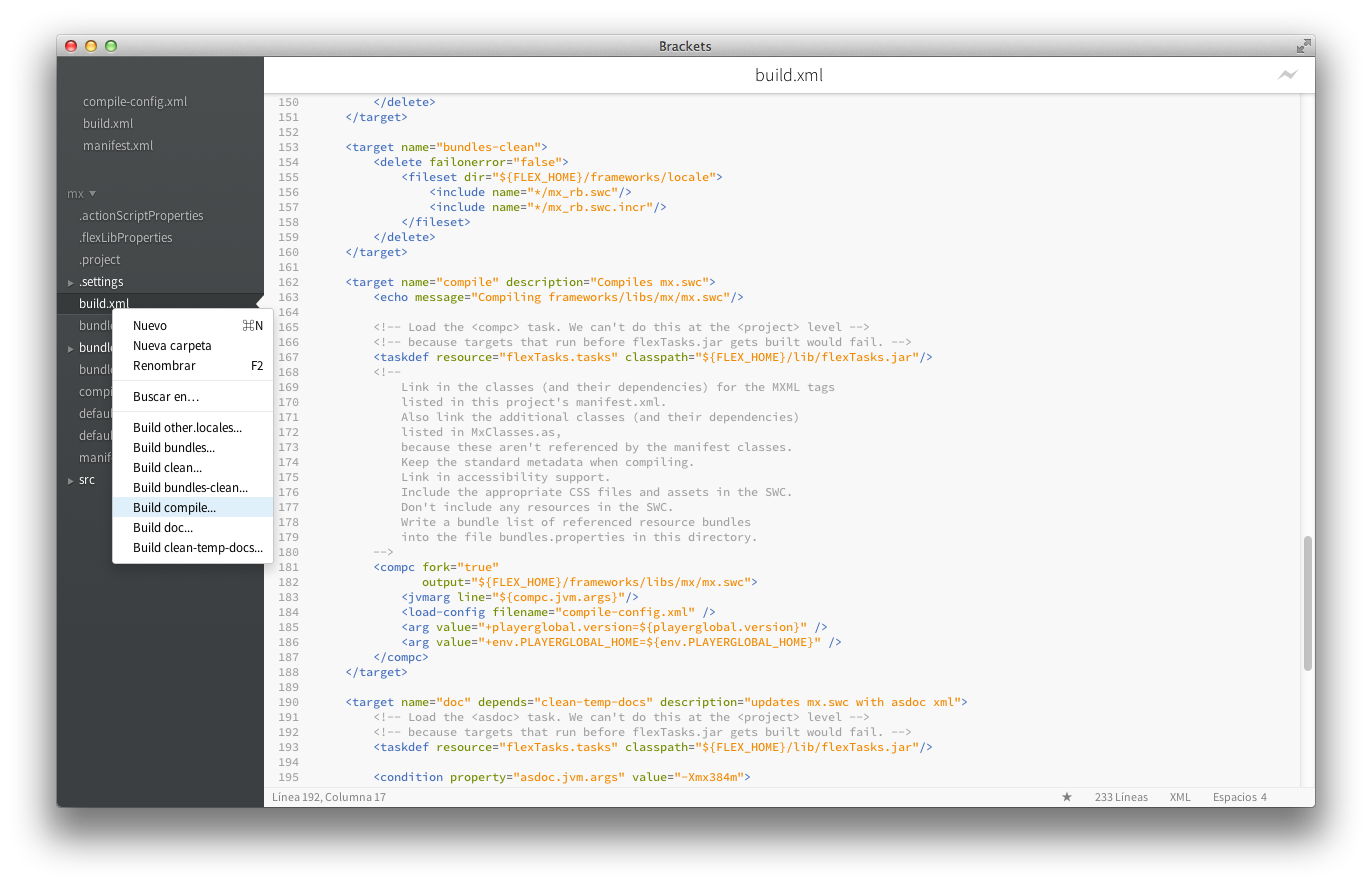 Brackets
compile-config.xml
build.xml
manifest.xml
mx
.actionScriptProperties
.flexLibProperties
.project
.settings
build.xml
bundle
bundle
bundle
compi
defaul
defaul
manif
src
Nuevo ⌘N
Nueva carpeta
Renombrar F2
Buscar en…
Build other.locales...
Build bundles...
Build clean...
Build bundles-clean...
Build compile...
Build doc...
Build clean-temp-docs...
build.xml
150 </delete>
151 </target>
152
153 <target name="bundles-clean">
154 <delete failonerror="false">
155 <fileset dir="${FLEX_HOME}/frameworks/locale">
156 <include name="*/mx_rb.swc"/>
157 <include name="*/mx_rb.swc.incr"/>
158 </fileset>
159 </delete>
160 </target>
161
162 <target name="compile" description="Compiles mx.swc">
163 <echo message="Compiling frameworks/libs/mx/mx.swc"/>
164
165 <!-- Load the <compc> task. We can't do this at the <project> level -->
166 <!-- because targets that run before flexTasks.jar gets built would fail. -->
167 <taskdef resource="flexTasks.tasks" classpath="${FLEX_HOME}/lib/flexTasks.jar"/>
168 <!--
169 Link in the classes (and their dependencies) for the MXML tags
170 listed in this project's manifest.xml.
171 Also link the additional classes (and their dependencies)
172 listed in MxClasses.as,
173 because these aren't referenced by the manifest classes.
174 Keep the standard metadata when compiling.
175 Link in accessibility support.
176 Include the appropriate CSS files and assets in the SWC.
177 Don't include any resources in the SWC.
178 Write a bundle list of referenced resource bundles
179 into the file bundles.properties in this directory.
180 -->
181 <compc fork="true"
182 output="${FLEX_HOME}/frameworks/libs/mx/mx.swc">
183 <jvmarg line="${compc.jvm.args}"/>
184 <load-config filename="compile-config.xml" />
185 <arg value="+playerglobal.version=${playerglobal.version}" />
186 <arg value="+env.PLAYERGLOBAL_HOME=${env.PLAYERGLOBAL_HOME}" />
187 </compc>
188 </target>
189
190 <target name="doc" depends="clean-temp-docs" description="updates mx.swc with asdoc xml">
191 <!-- Load the <asdoc> task. We can't do this at the <project> level -->
192 <!-- because targets that run before flexTasks.jar gets built would fail. -->
193 <taskdef resource="flexTasks.tasks" classpath="${FLEX_HOME}/lib/flexTasks.jar"/>
194
195 <condition property="asdoc.jvm.args" value="-Xmx384m">
Línea 192, Columna 17
233 Líneas XML Espacios 4